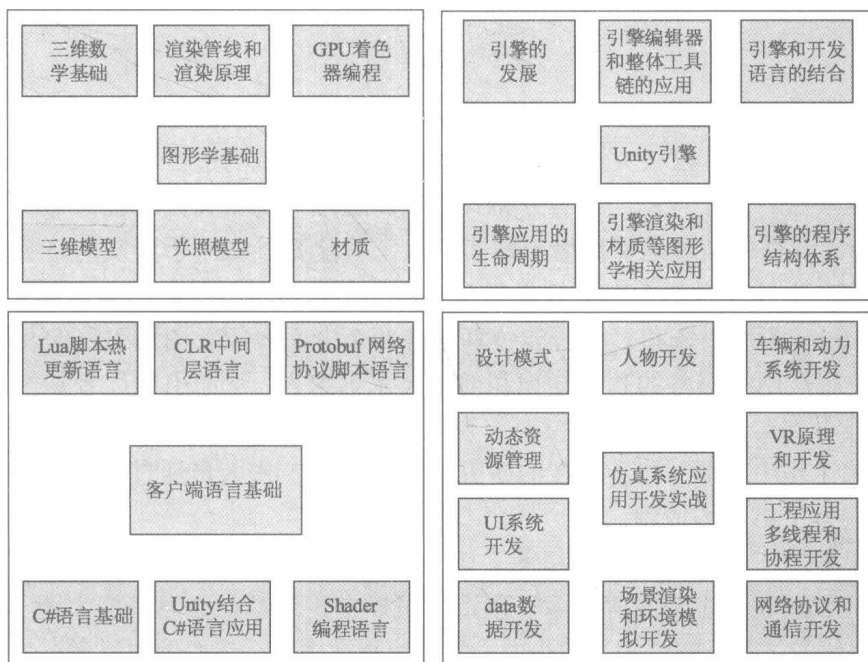 三维数
学基础
渲染管线和
渲染原理
GPU着色
器编程
图形学基础
三维模型
光照模型
材质
引擎的
发展
引擎编辑器
和整体工具
链的应用
引擎和开发
语言的结合
Unity引擎
引擎应用的
生命周期
引擎渲染和
材质等图形
学相关应用
引擎的程序
结构体系
Lua脚本热
更新语言
CLR中间
层语言
Protobuf 网络
协议脚本语言
客户端语言基础
C#语言基础
Unity结合
C#语言应用
Shader
编程语言
设计模式
人物开发
车辆和动力
系统开发
动态资
源管理
仿真系统应
用开发实战
VR原理
和开发
UI系统
开发
工程应用
多线程和
协程开发
data数
据开发
场景渲染
和环境模
拟开发
网络协议和
通信开发